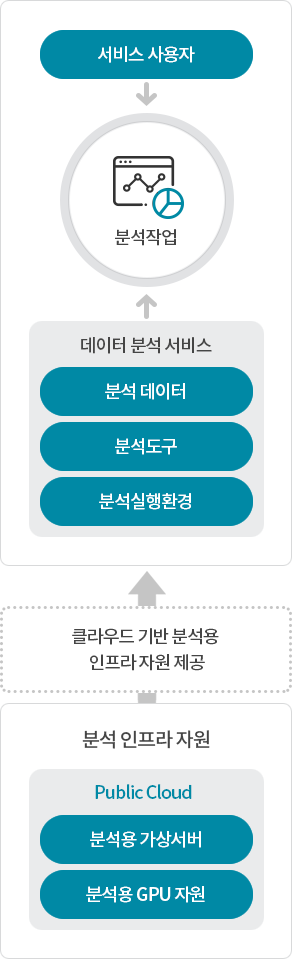 서비스 사용자
분석작업
데이터 분석 서비스
분석 데이터
분석도구
분석실행환경
클라우드 기반 분석용
인프라 자원 제공
분석 인프라 자원
Public Cloud
분석용 가상서버
분석용 GPU 자원